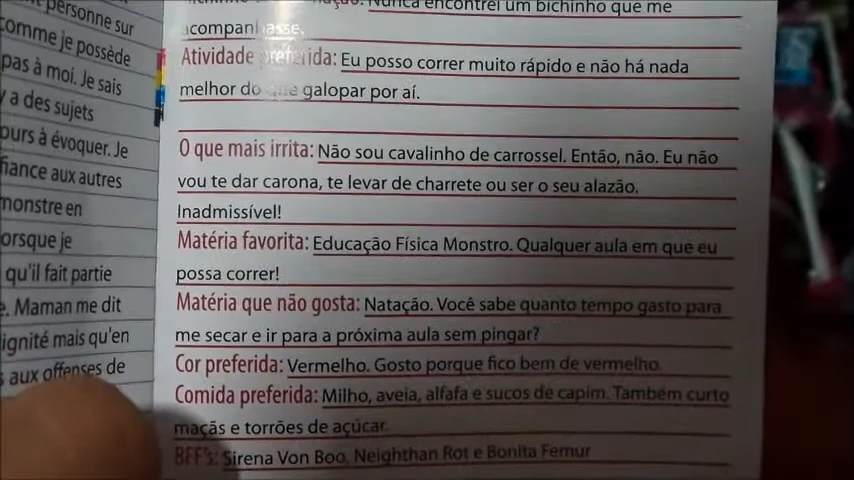 personne sur
comme je possède
pas à moi. Je sais
y a des sujets
ours à évoquer. Je
fiance aux autres
monstre en
orsque je
qu'il fait partie
e. Maman me dit
ignité mais qu'en
s aux offenses de
Nunca encontrei um bichinho que me
acompanhasse.
Atividade preferida: Eu posso correr muito rápido e não há nada
melhor do que galopar por aí.
O que mais irrita: Não sou cavalinho de carrossel. Então, não. Eu não
vou te dar carona, te levar de charrete ou ser o seu alazão.
Inadmissível!
Matéria favorita: Educação Física Monstro. Qualquer aula em que eu
possa correr!
Matéria que não gosta: Natação. Você sabe quanto tempo gasto para
me secar e ir para a próxima aula sem pingar?
Cor preferida: Vermelho. Gosto porque fico bem de vermelho.
Comida preferida: Milho, aveia, alfafa e sucos de capim. Também curto
maçãs e torrões de açúcar.
BFF's: Sirena Von Boo, Neighthan Rot e Bonita Femur